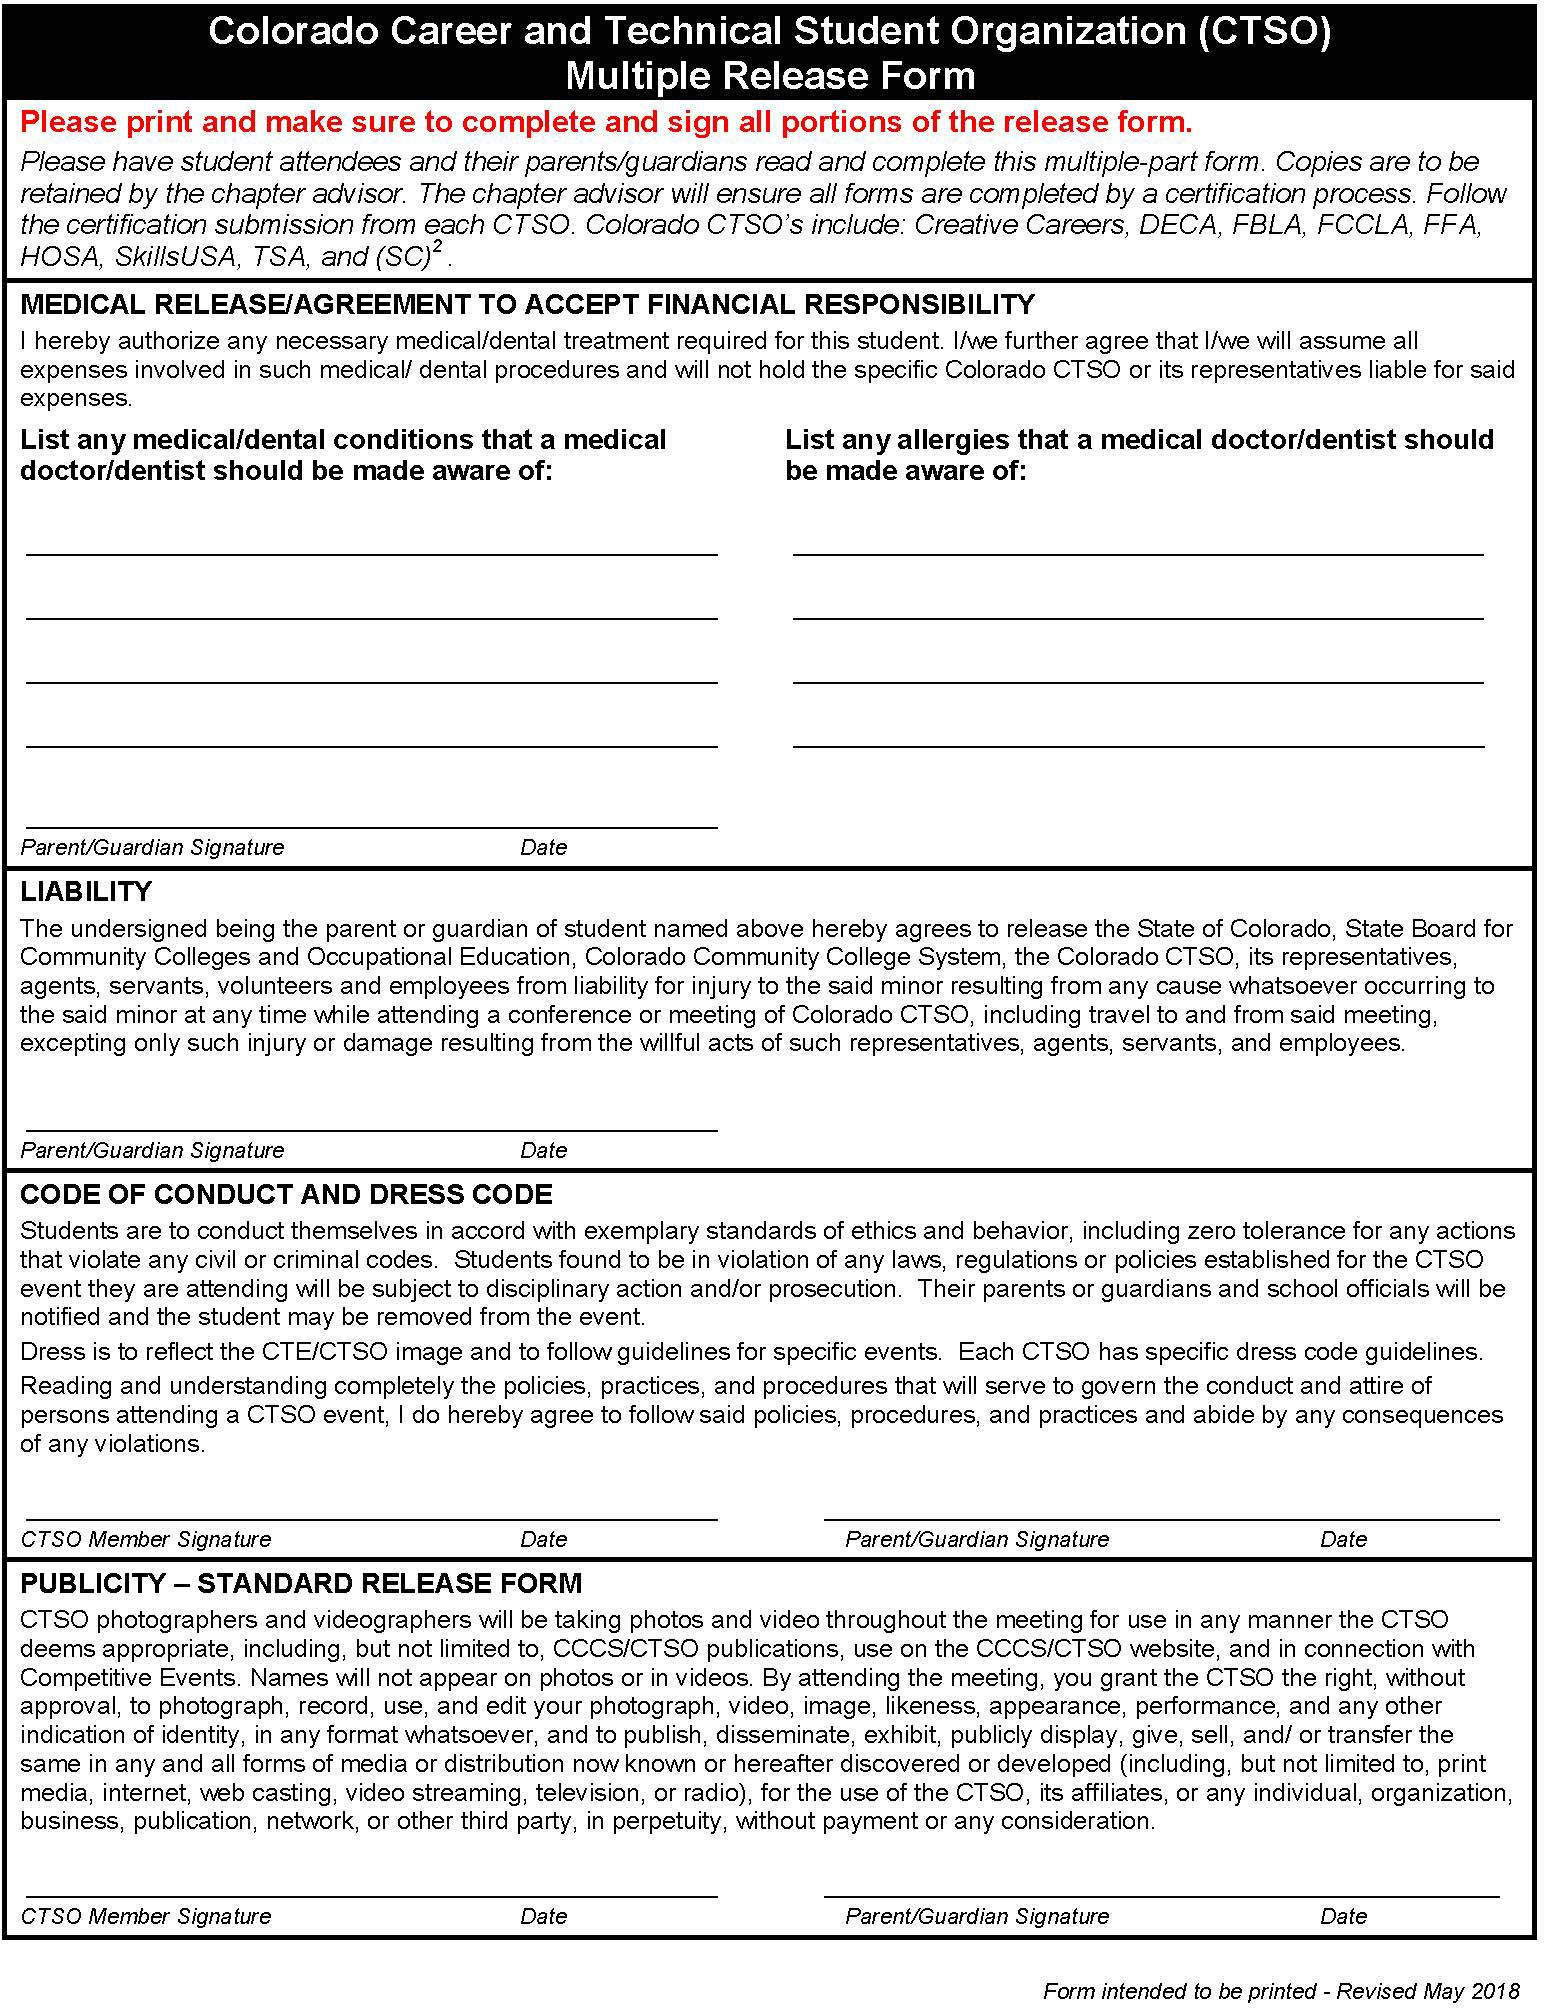 Colorado Career and Technical Student Organization (CTSO)
Multiple Release Form
Please print and make sure to complete and sign all portions of the release form.
Please have student attendees and their parents/guardians read and complete this multiple-part form. Copies are to be
retained by the chapter advisor. The chapter advisor will ensure all forms are completed by a certification process. Follow
the certification submission from each CTSO. Colorado CTSO's include: Creative Careers, DECA, FBLA, FCCLA, FFA,
HOSA, SkillsUSA, TSA, and (SC)² .
MEDICAL RELEASE/AGREEMENT TO ACCEPT FINANCIAL RESPONSIBILITY
I hereby authorize any necessary medical/dental treatment required for this student. I/we further agree that I/we will assume all
expenses involved in such medical/ dental procedures and will not hold the specific Colorado CTSO or its representatives liable for said
expenses.
List any medical/dental conditions that a medical
doctor/dentist should be made aware of:
List any allergies that a medical doctor/dentist should
be made aware of:
Parent/Guardian Signature Date
LIABILITY
The undersigned being the parent or guardian of student named above hereby agrees to release the State of Colorado, State Board for
Community Colleges and Occupational Education, Colorado Community College System, the Colorado CTSO, its representatives,
agents, servants, volunteers and employees from liability for injury to the said minor resulting from any cause whatsoever occurring to
the said minor at any time while attending a conference or meeting of Colorado CTSO, including travel to and from said meeting,
excepting only such injury or damage resulting from the willful acts of such representatives, agents, servants, and employees.
Parent/Guardian Signature Date
CODE OF CONDUCT AND DRESS CODE
Students are to conduct themselves in accord with exemplary standards of ethics and behavior, including zero tolerance for any actions
that violate any civil or criminal codes.  Students found to be in violation of any laws, regulations or policies established for the CTSO
event they are attending will be subject to disciplinary action and/or prosecution.  Their parents or guardians and school officials will be
notified and the student may be removed from the event.
Dress is to reflect the CTE/CTSO image and to follow guidelines for specific events.  Each CTSO has specific dress code guidelines.
Reading and understanding completely the policies, practices, and procedures that will serve to govern the conduct and attire of
persons attending a CTSO event, I do hereby agree to follow said policies, procedures, and practices and abide by any consequences
of any violations.
CTSO Member Signature Date Parent/Guardian Signature Date
PUBLICITY – STANDARD RELEASE FORM
CTSO photographers and videographers will be taking photos and video throughout the meeting for use in any manner the CTSO
deems appropriate, including, but not limited to, CCCS/CTSO publications, use on the CCCS/CTSO website, and in connection with
Competitive Events. Names will not appear on photos or in videos. By attending the meeting, you grant the CTSO the right, without
approval, to photograph, record, use, and edit your photograph, video, image, likeness, appearance, performance, and any other
indication of identity, in any format whatsoever, and to publish, disseminate, exhibit, publicly display, give, sell, and/ or transfer the
same in any and all forms of media or distribution now known or hereafter discovered or developed (including, but not limited to, print
media, internet, web casting, video streaming, television, or radio), for the use of the CTSO, its affiliates, or any individual, organization,
business, publication, network, or other third party, in perpetuity, without payment or any consideration.
CTSO Member Signature Date Parent/Guardian Signature Date
Form intended to be printed - Revised May 2018